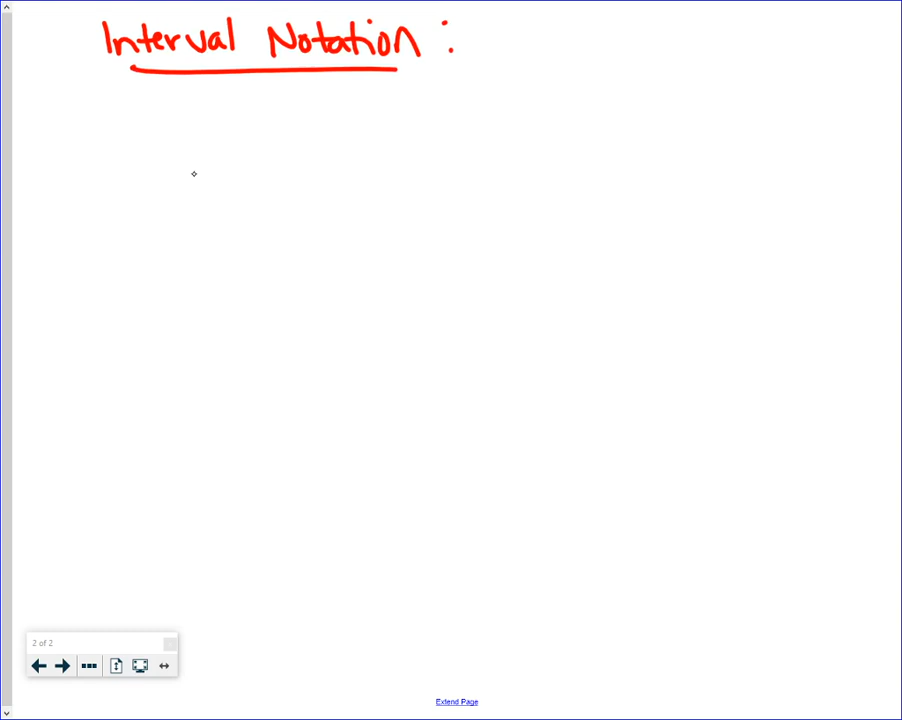 Interval Notation :
2 of 2
Extend Page